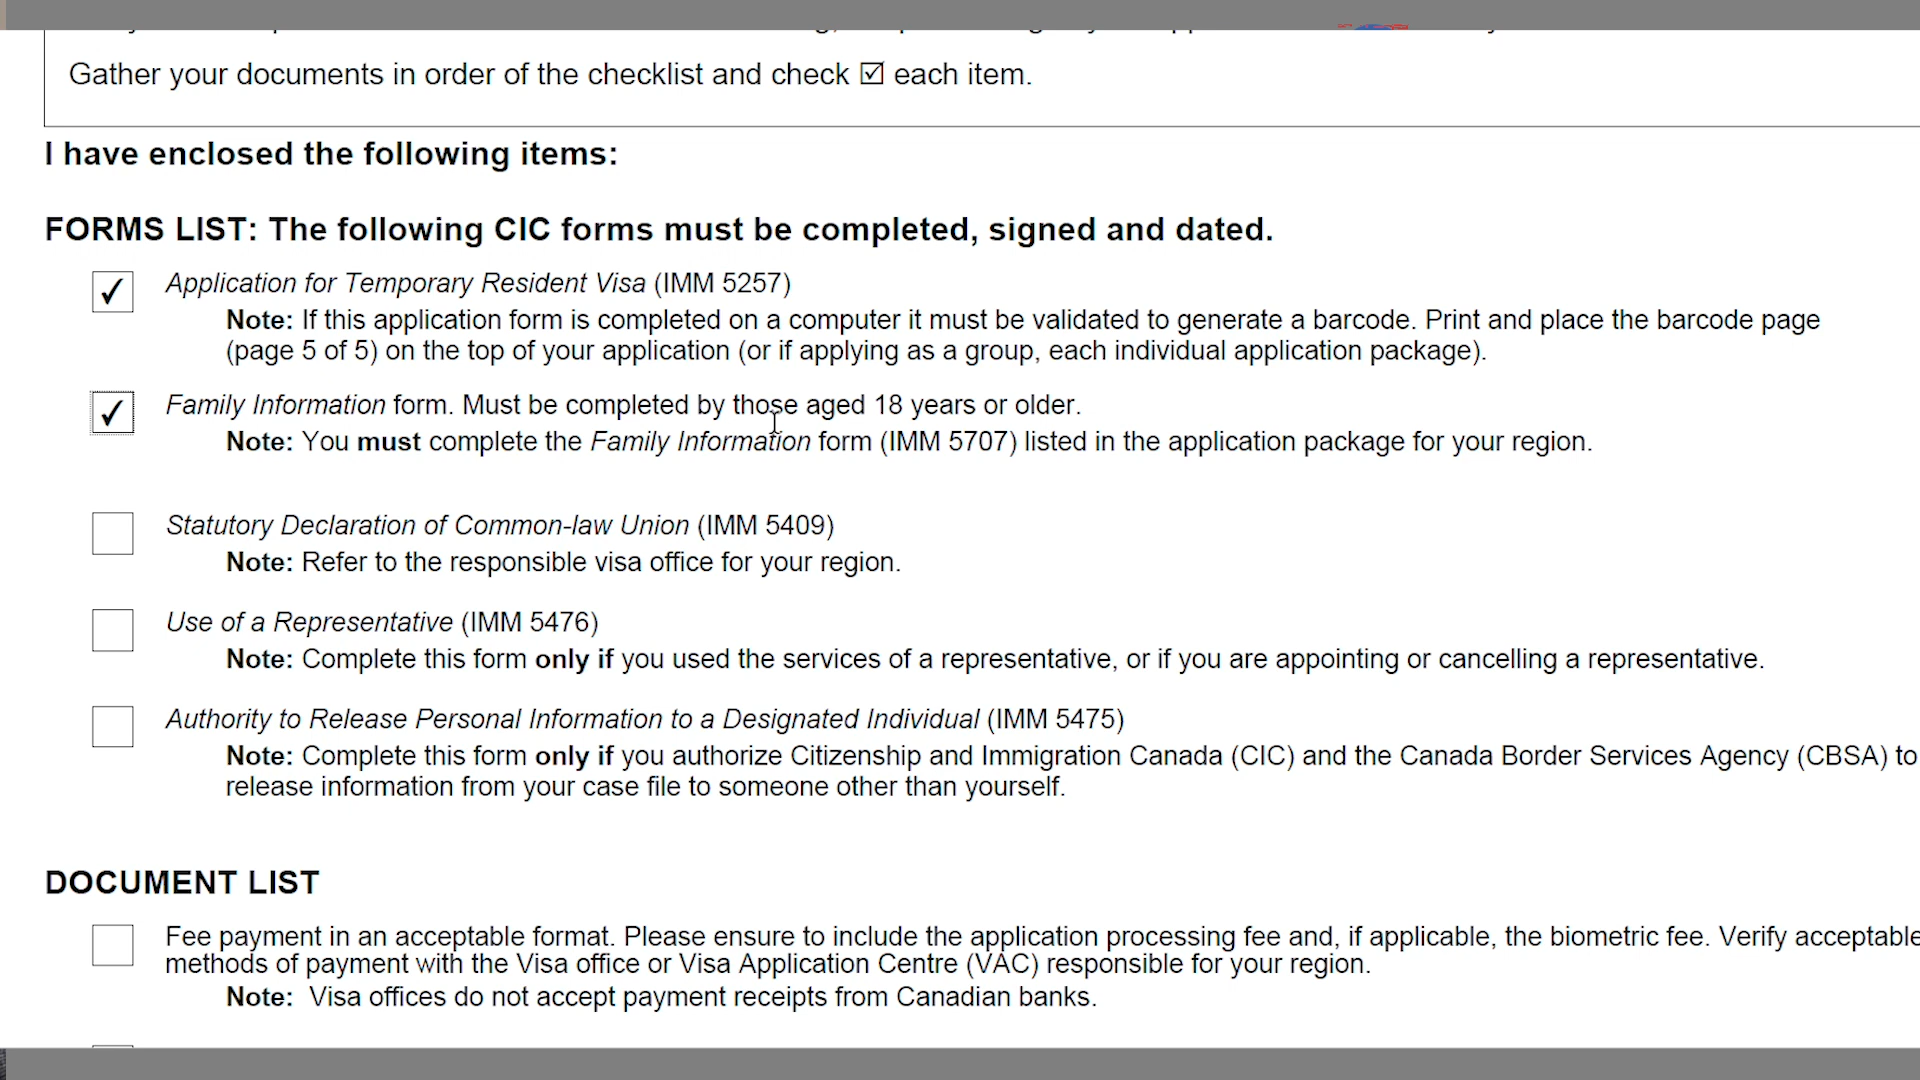 Gather your documents in order of the checklist and check ☑ each item.
I have enclosed the following items:
FORMS LIST: The following CIC forms must be completed, signed and dated.
Application for Temporary Resident Visa (IMM 5257)
Note: If this application form is completed on a computer it must be validated to generate a barcode. Print and place the barcode page
(page 5 of 5) on the top of your application (or if applying as a group, each individual application package).
Family Information form. Must be completed by those aged 18 years or older.
Note: You must complete the Family Information form (IMM 5707) listed in the application package for your region.
Statutory Declaration of Common-law Union (IMM 5409)
Note: Refer to the responsible visa office for your region.
Use of a Representative (IMM 5476)
Note: Complete this form only if you used the services of a representative, or if you are appointing or cancelling a representative.
Authority to Release Personal Information to a Designated Individual (IMM 5475)
Note: Complete this form only if you authorize Citizenship and Immigration Canada (CIC) and the Canada Border Services Agency (CBSA) to
release information from your case file to someone other than yourself.
DOCUMENT LIST
Fee payment in an acceptable format. Please ensure to include the application processing fee and, if applicable, the biometric fee. Verify acceptable
methods of payment with the Visa office or Visa Application Centre (VAC) responsible for your region.
Note: Visa offices do not accept payment receipts from Canadian banks.